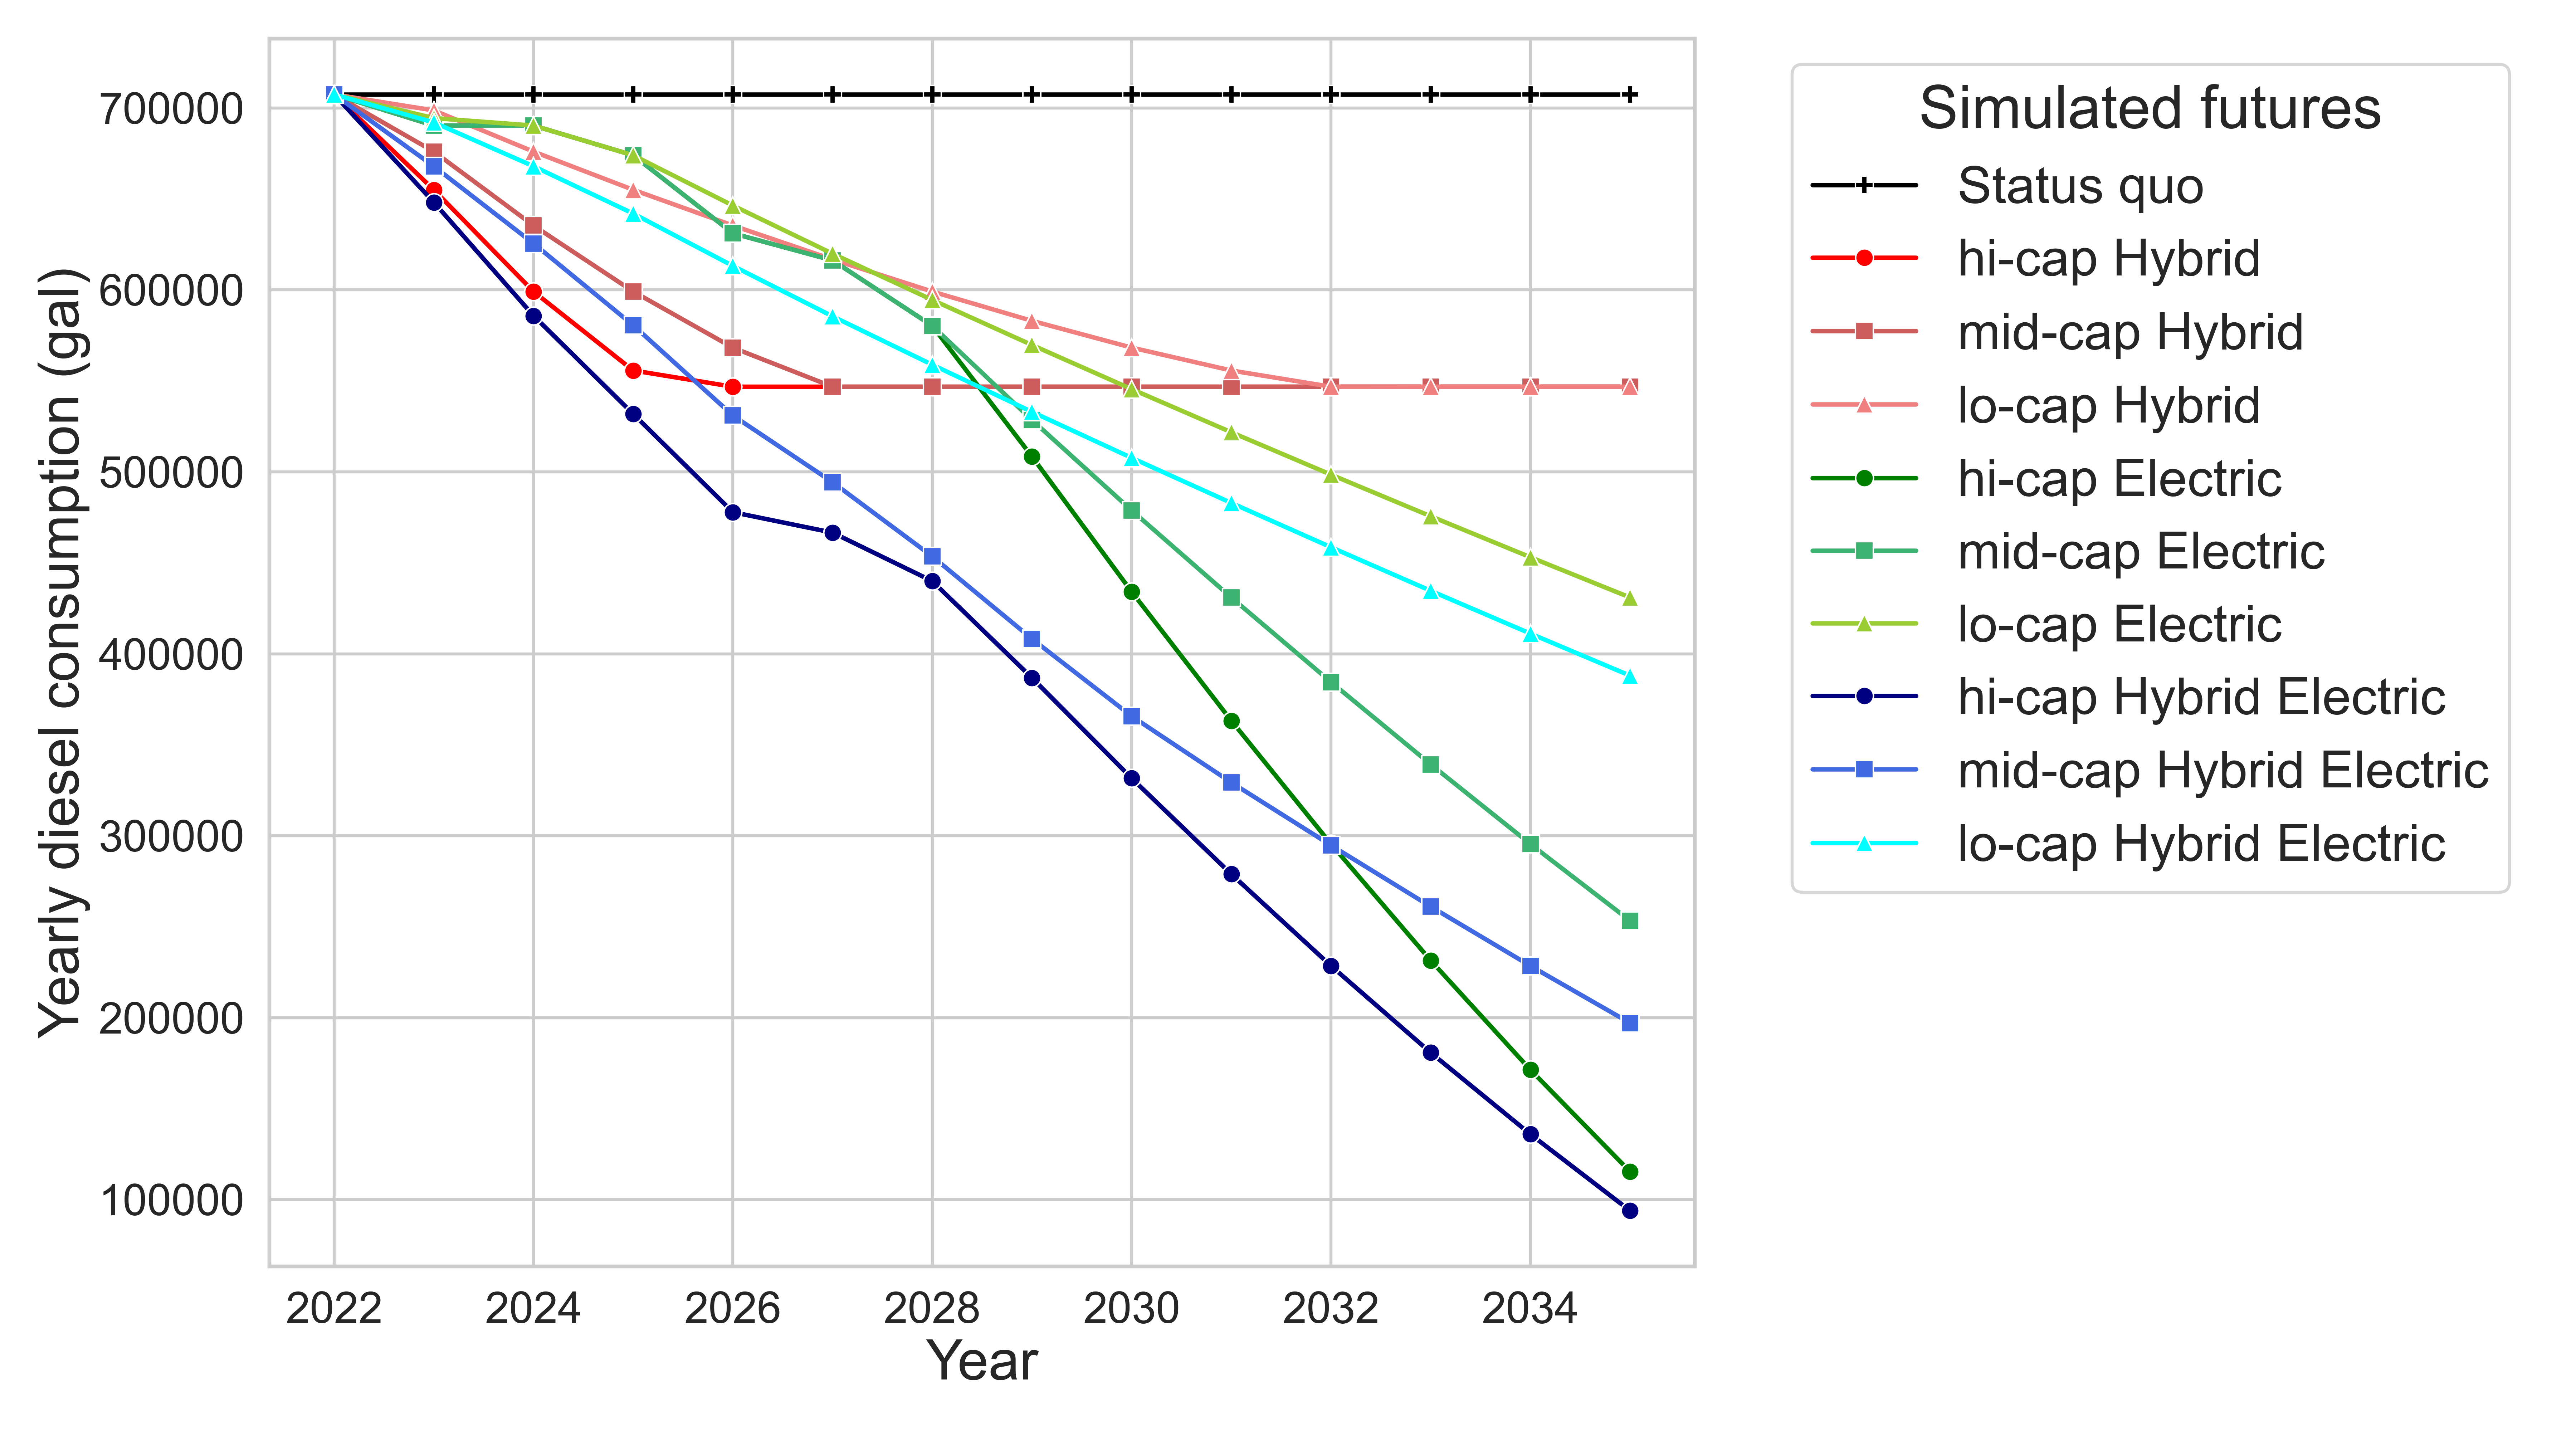 Yearly diesel consumption (gal)
700000
600000
500000
400000
300000
200000
100000
2022 2024 2026 2028 2030 2032 2034
Year
Simulated futures
Status quo
hi-cap Hybrid
mid-cap Hybrid
lo-cap Hybrid
hi-cap Electric
mid-cap Electric
lo-cap Electric
hi-cap Hybrid Electric
mid-cap Hybrid Electric
lo-cap Hybrid Electric